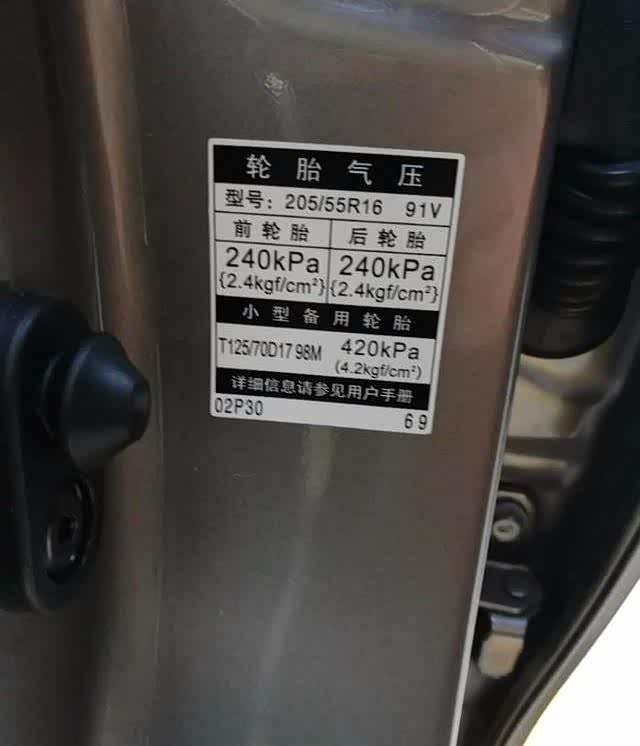 轮胎气压
型号: 205/55R16 91V
前轮胎 后轮胎
240kPa 240kPa
{2.4kgf/cm²} {2.4kgf/cm²}
小型备用轮胎
T125/70D17 98M 420kPa
(4.2kgf/cm²)
详细信息请参见用户手册
02P30 69